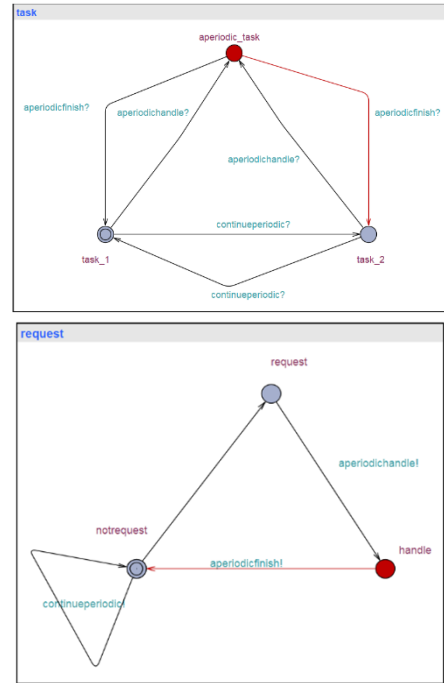 task
aperiodic_task
aperiodicfinish?
aperiodichandle?
aperiodicfinish?
aperiodichandle?
continueperiodic?
task_1
task_2
continueperiodic?
request
request
aperiodichandle!
notrequest
handle
aperiodicfinish!
continueperiodic!